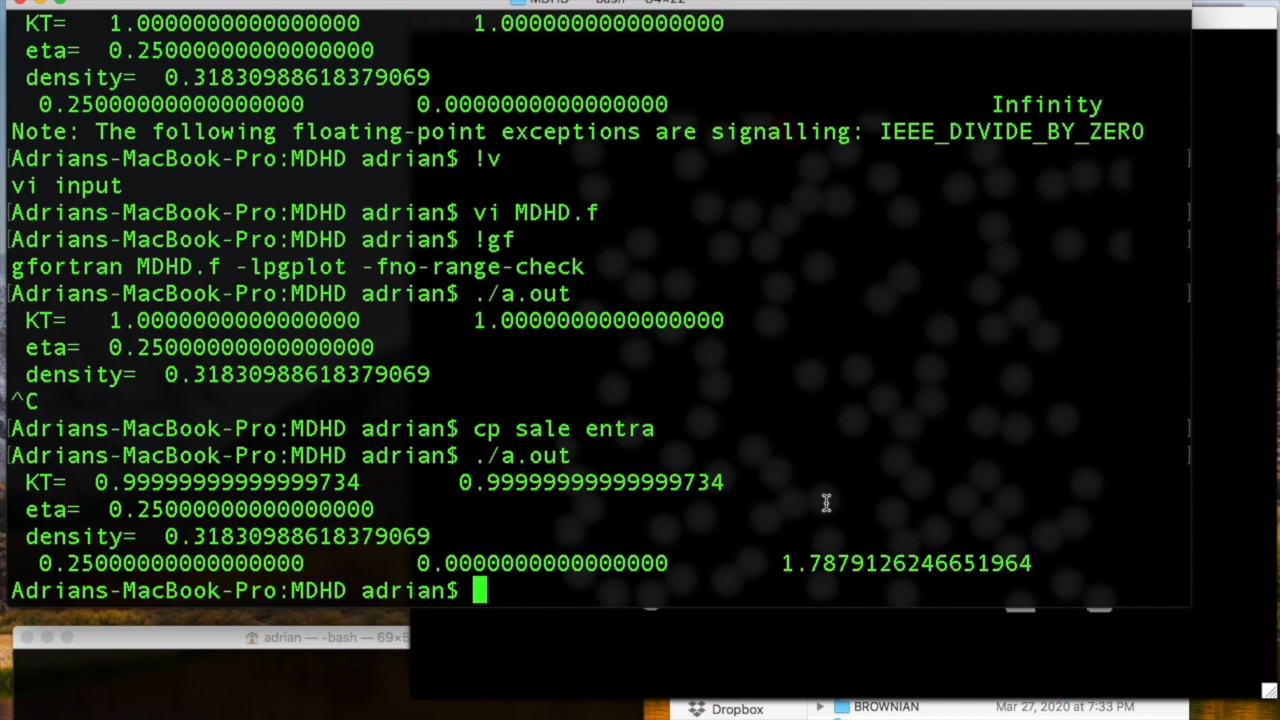 MDHD — -bash — 84×22
KT= 1.0000000000000000 1.0000000000000000
eta= 0.25000000000000000
density= 0.31830988618379069
0.25000000000000000 0.0000000000000000 Infinity
Note: The following floating-point exceptions are signalling: IEEE_DIVIDE_BY_ZERO
[Adrians-MacBook-Pro:MDHD adrian$ !v ]
vi input
[Adrians-MacBook-Pro:MDHD adrian$ vi MDHD.f ]
[Adrians-MacBook-Pro:MDHD adrian$ !gf ]
gfortran MDHD.f -lpgplot -fno-range-check
[Adrians-MacBook-Pro:MDHD adrian$ ./a.out ]
KT= 1.0000000000000000 1.0000000000000000
eta= 0.25000000000000000
density= 0.31830988618379069
^C
[Adrians-MacBook-Pro:MDHD adrian$ cp sale entra ]
[Adrians-MacBook-Pro:MDHD adrian$ ./a.out ]
KT= 0.99999999999999734 0.99999999999999734
eta= 0.25000000000000000
density= 0.31830988618379069
0.25000000000000000 0.0000000000000000 1.7879126246651964
Adrians-MacBook-Pro:MDHD adrian$
adrian — -bash — 69×5
Dropbox BROWNIAN Mar 27, 2020 at 7:33 PM